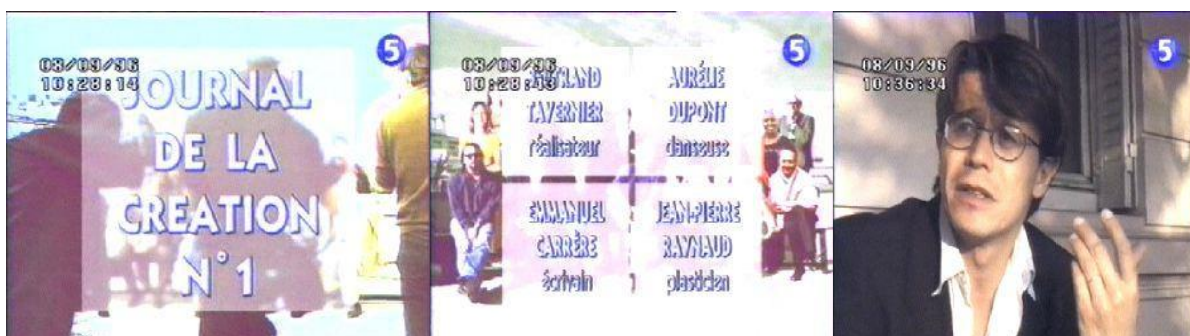 5
08/09/96
10:28:14
JOURNAL
DE LA
CREATION
N°1
5
08/09/96
10:28:43
TAVERNIER
réalisateur
AURÉLIE
DUPONT
danseuse
EMMANUEL
CARRÈRE
écrivain
JEAN-PIERRE
RAYNAUD
plasticien
5
08/09/96
10:36:34